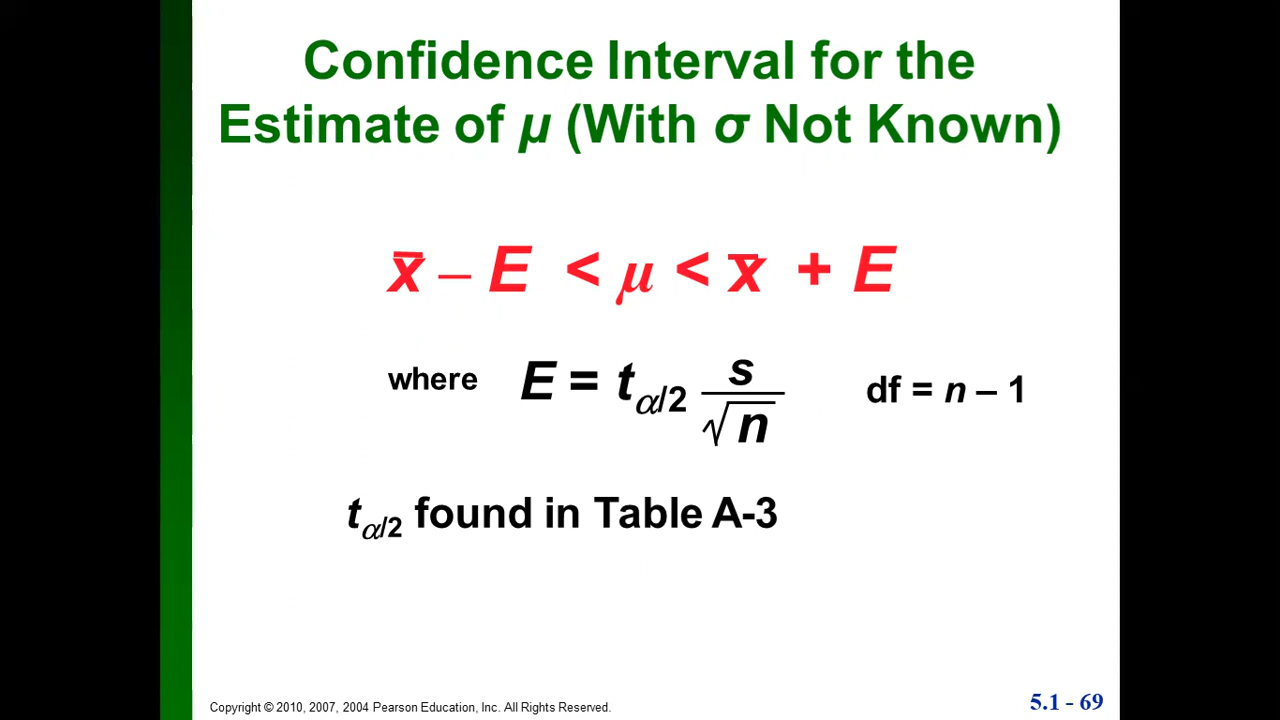 Confidence Interval for the
Estimate of μ (With σ Not Known)
x̄ – E < μ < x̄ + E
where E = tα/2 s/√n df = n – 1
tα/2 found in Table A-3
Copyright © 2010, 2007, 2004 Pearson Education, Inc. All Rights Reserved.
5.1 - 69